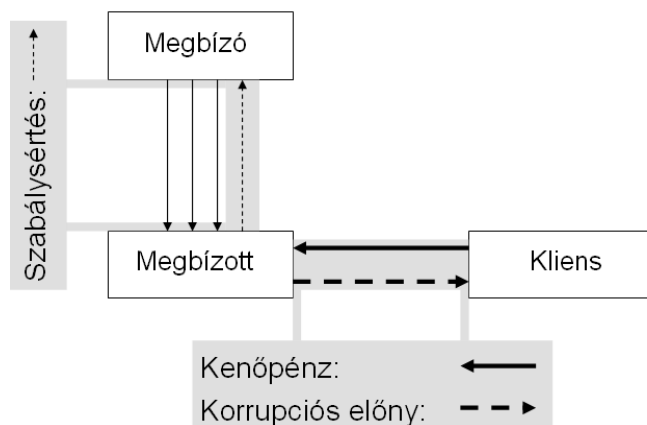 Megbízó
Szabálysértés:
Megbízott
Kliens
Kenőpénz:
Korrupciós előny: